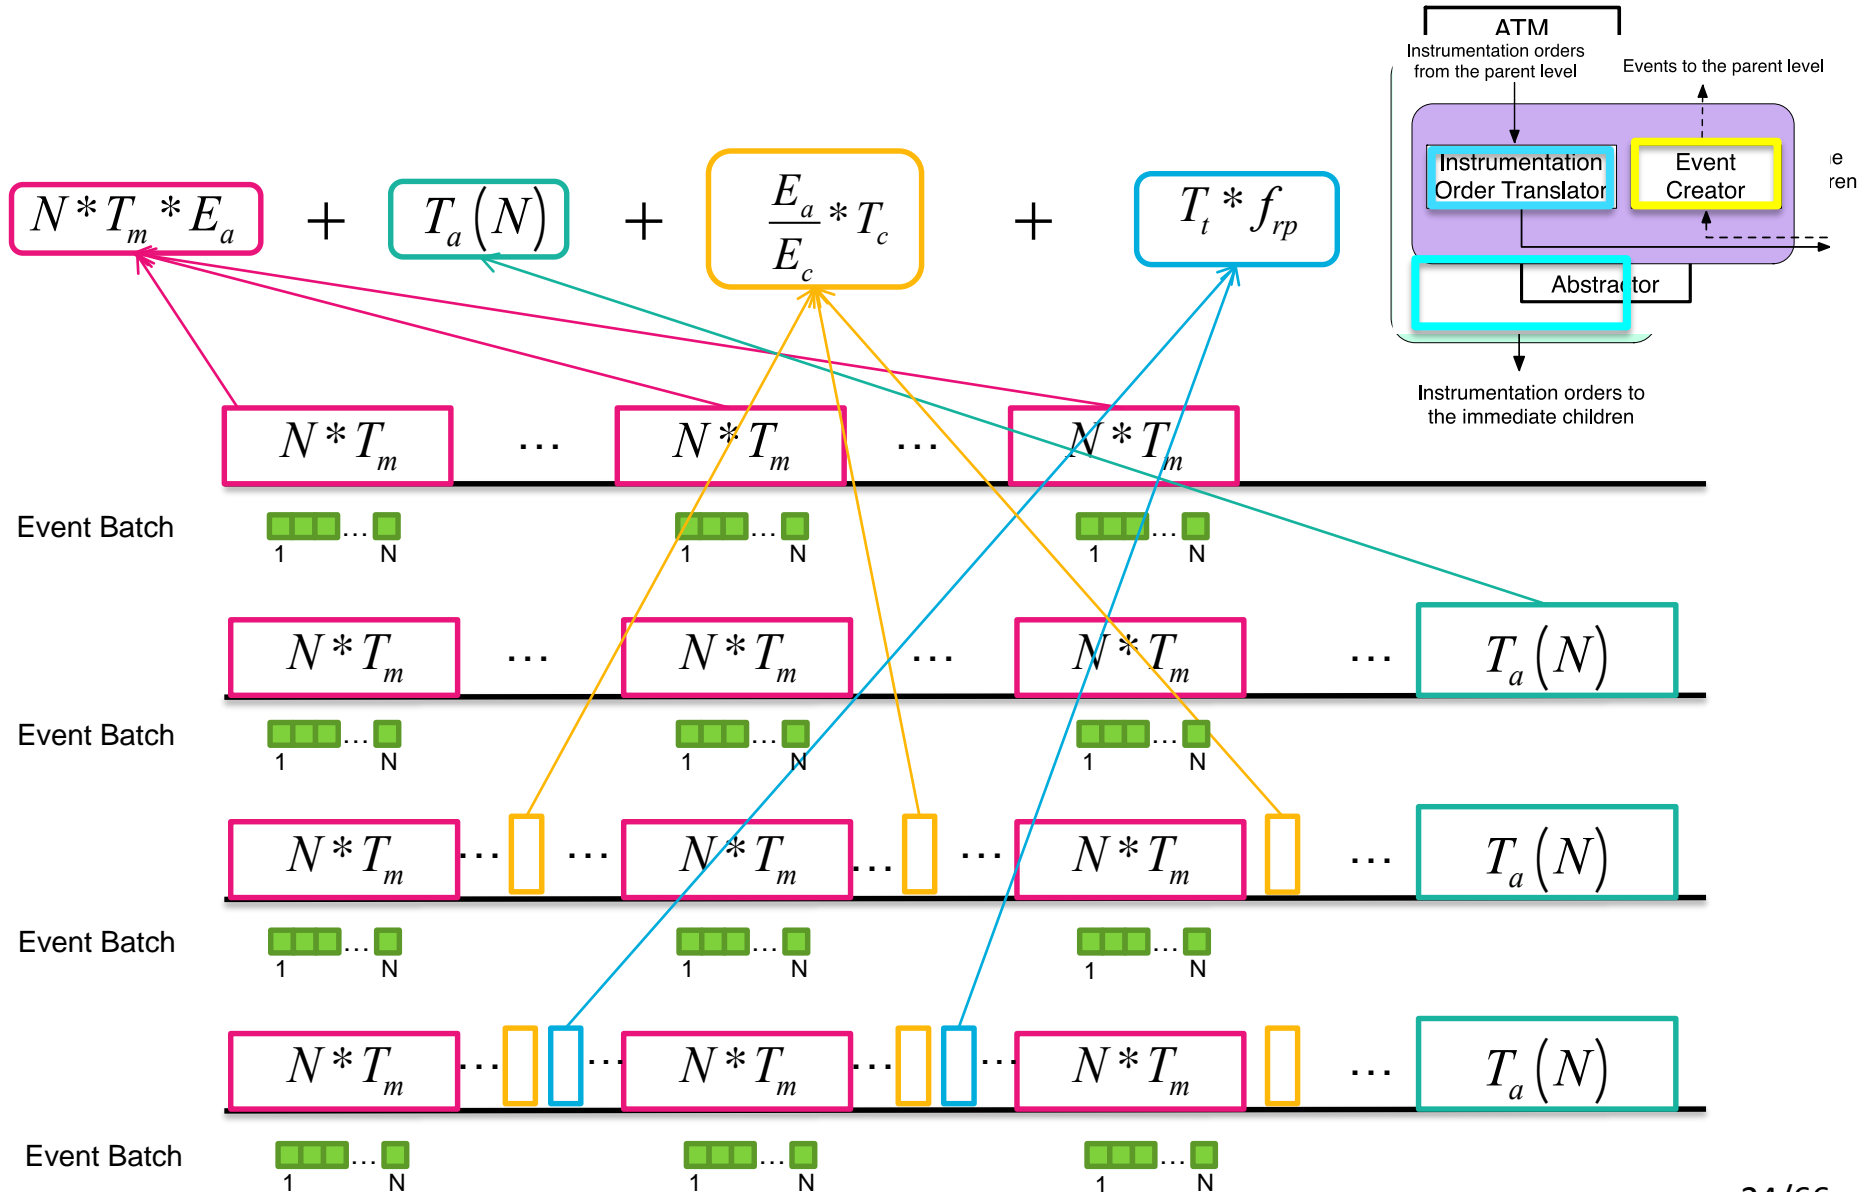 ATM
Instrumentation orders
from the parent level
Events to the parent level
Instrumentation
Order Translator
Event
Creator
ne
ren
Abstractor
Instrumentation orders to
the immediate children
N * T_m * E_a + T_a (N) + E_a / E_c * T_c + T_t * f_rp
N * T_m ... N * T_m ... N * T_m
Event Batch
... ... ...
1 N 1 N 1 N
N * T_m ... N * T_m ... N * T_m ... T_a (N)
Event Batch
... ... ...
1 N 1 N 1 N
N * T_m ... ... N * T_m ... ... N * T_m ... T_a (N)
Event Batch
... ... ...
1 N 1 N 1 N
N * T_m ... ... N * T_m ... ... N * T_m ... T_a (N)
Event Batch
... ... ...
1 N 1 N 1 N